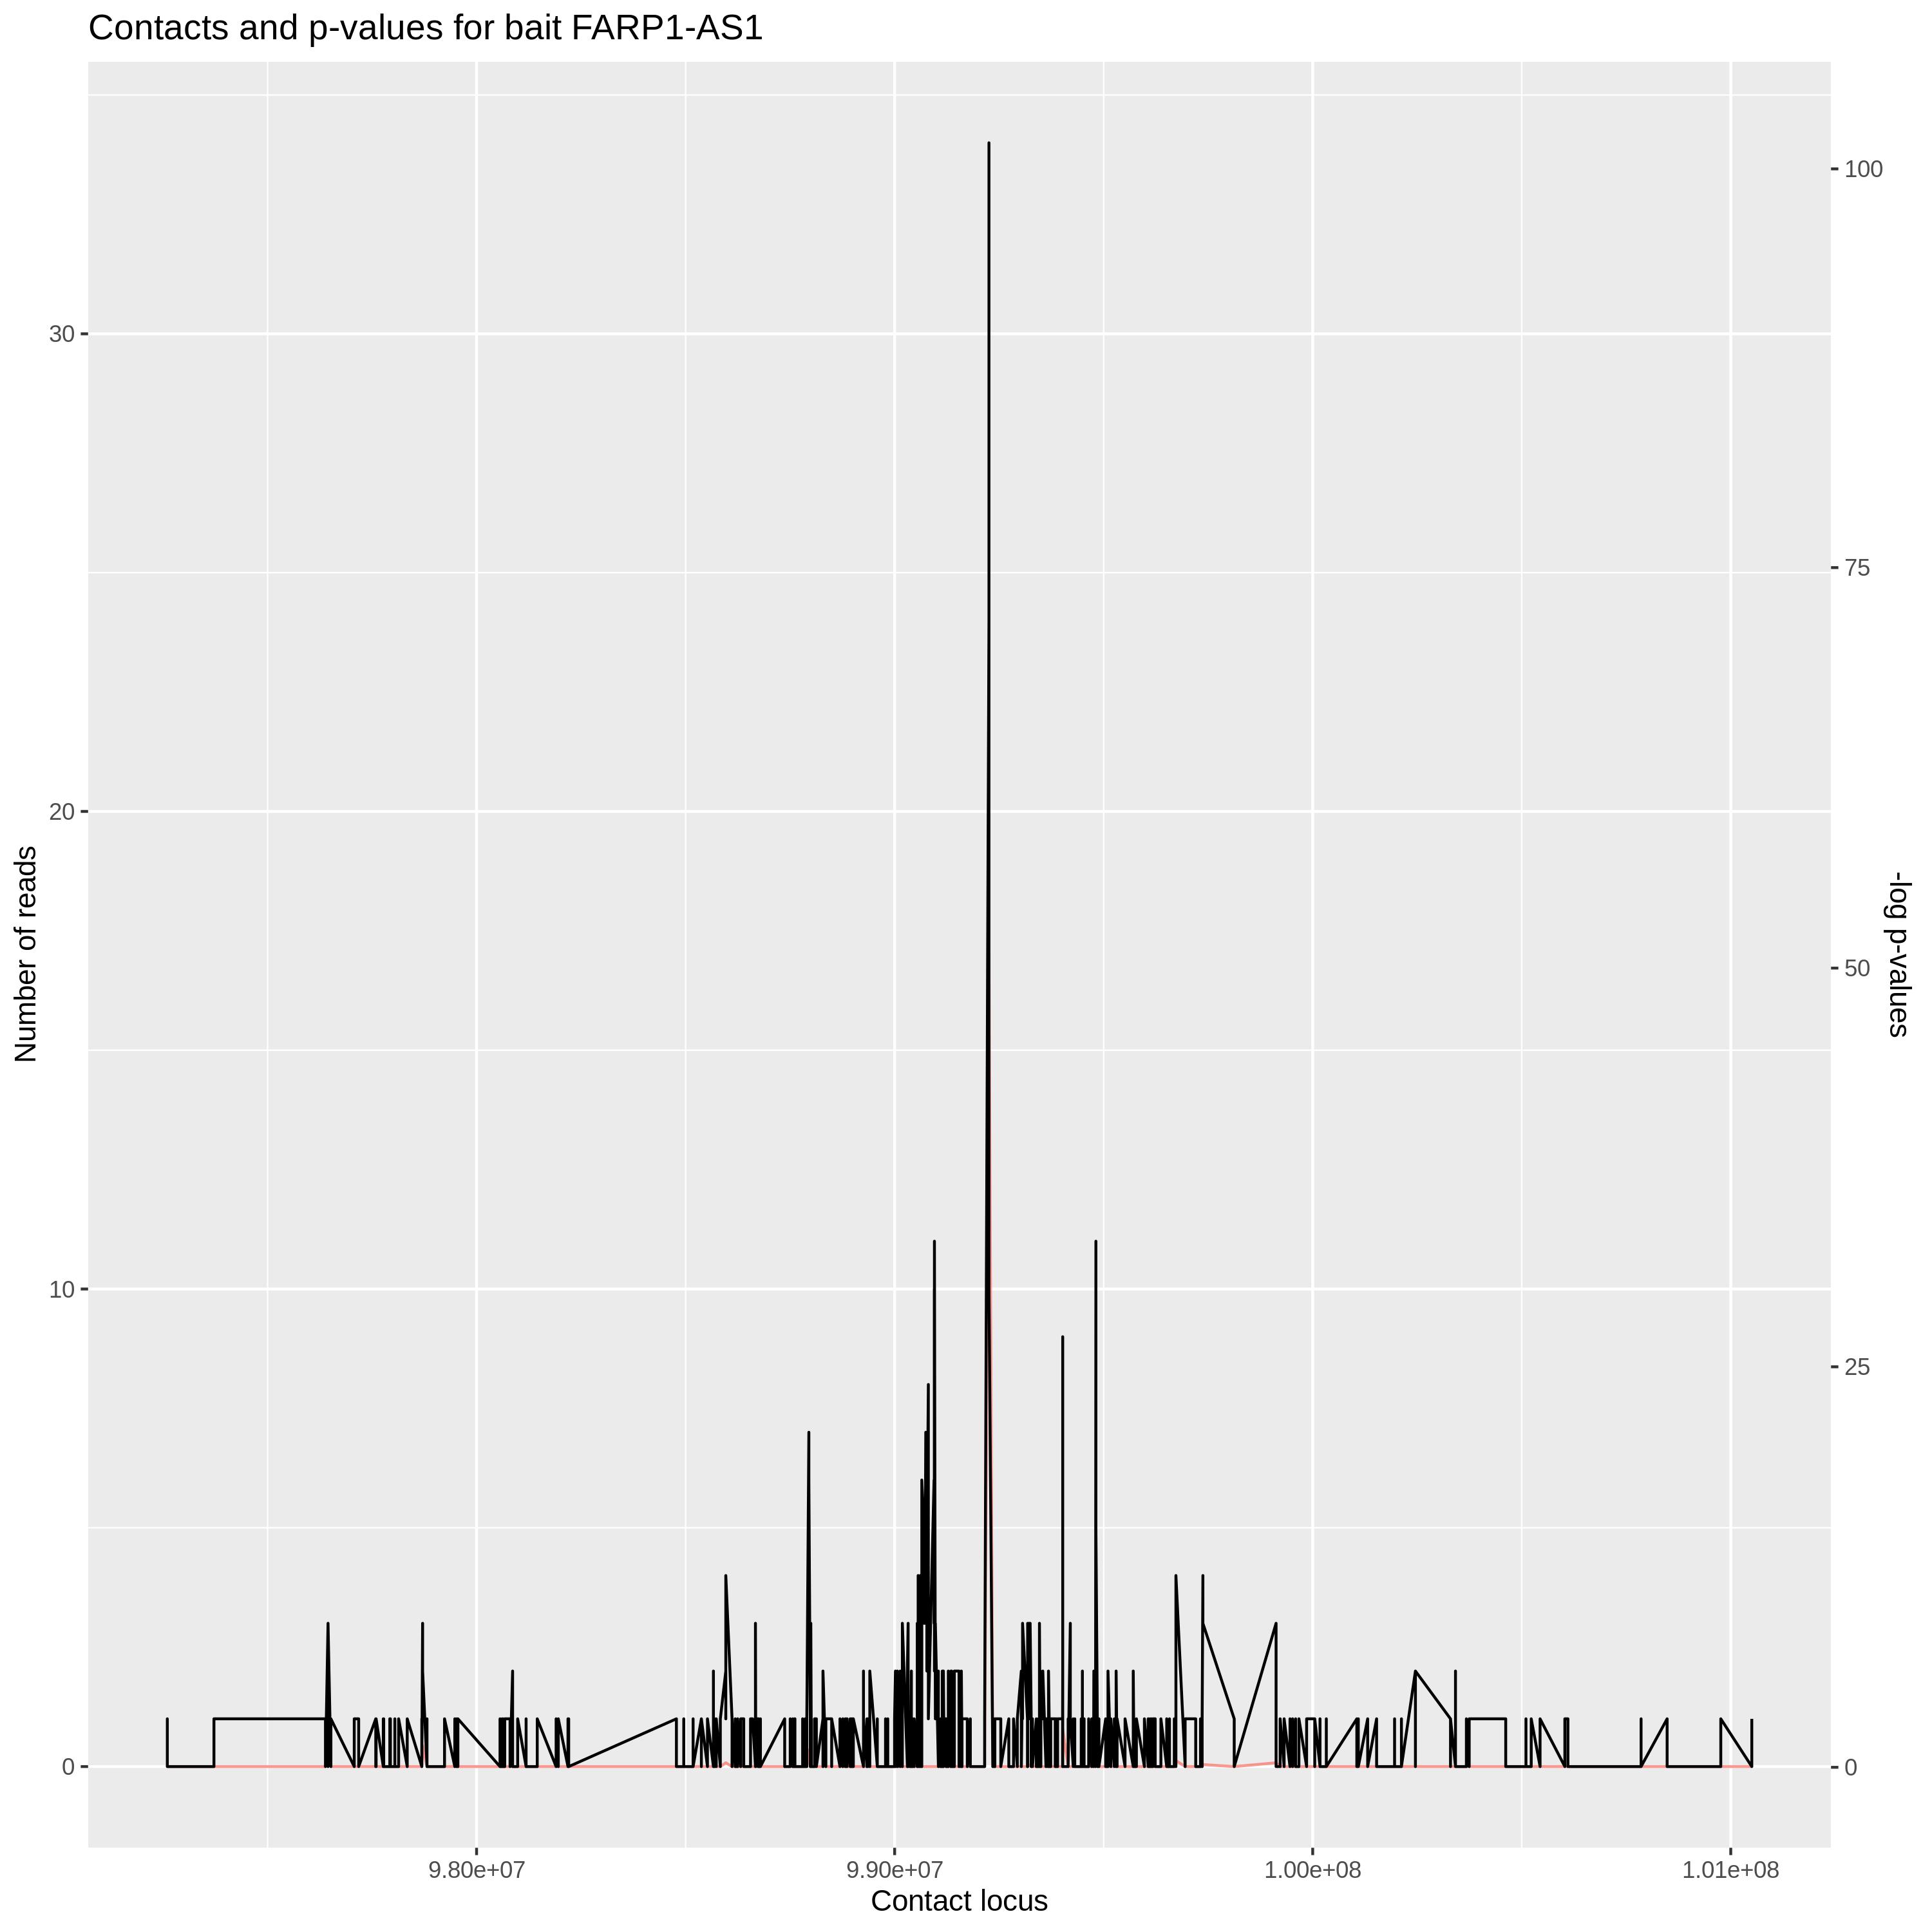 Contacts and p-values for bait FARP1-AS1
Number of reads
30
20
10
0
100
75
50
25
0
-log p-values
9.80e+07
9.90e+07
1.00e+08
1.01e+08
Contact locus